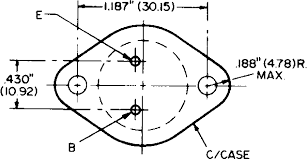 1.187" (30.15)
E
.430"
(10.92)
.188" (4.78) R.
MAX.
B
C/CASE